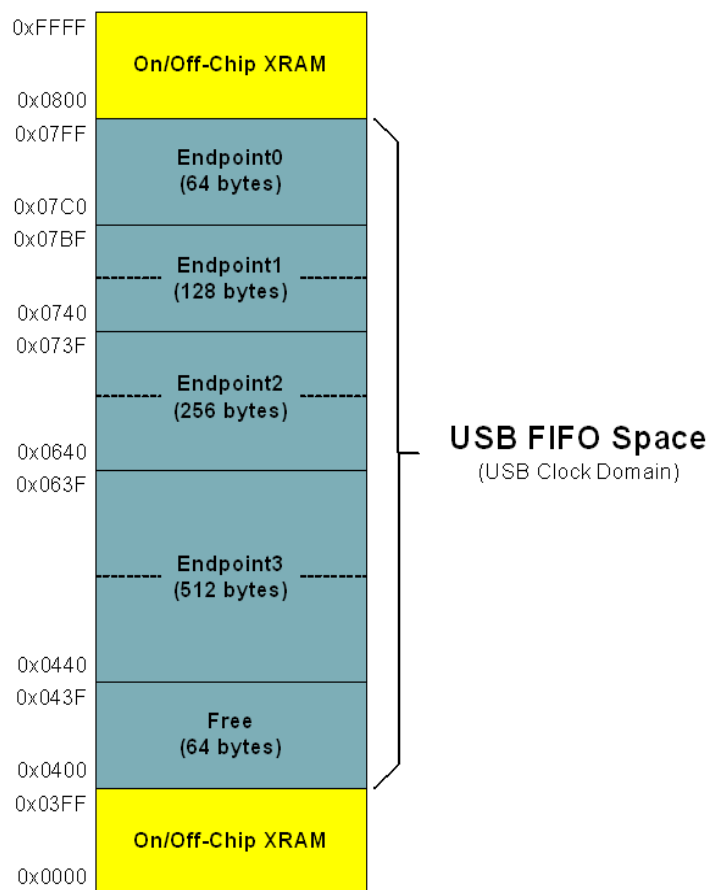 0xFFFF
On/Off-Chip XRAM
0x0800
0x07FF
Endpoint0
(64 bytes)
0x07C0
0x07BF
Endpoint1
(128 bytes)
0x0740
0x073F
Endpoint2
(256 bytes)
0x0640
0x063F
Endpoint3
(512 bytes)
0x0440
0x043F
Free
(64 bytes)
0x0400
0x03FF
On/Off-Chip XRAM
0x0000
USB FIFO Space
(USB Clock Domain)